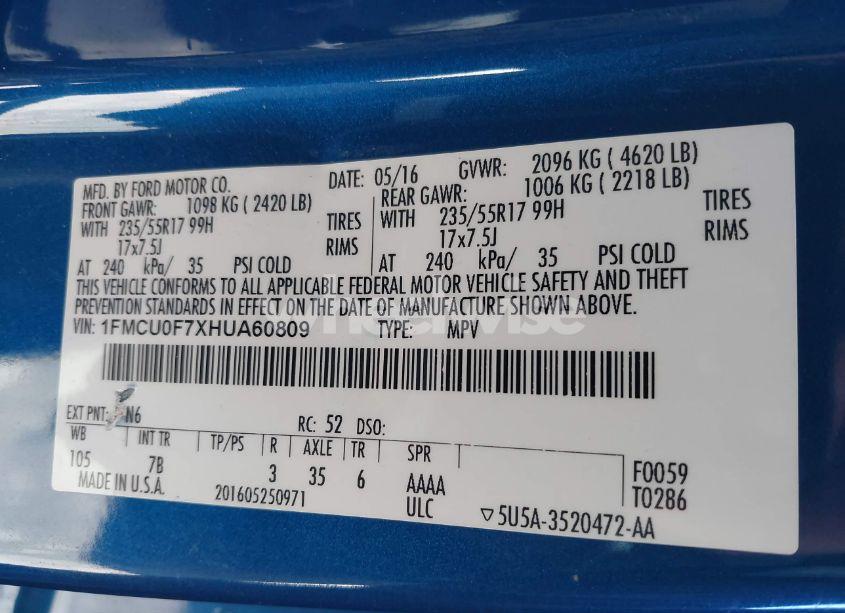 MFD. BY FORD MOTOR CO. DATE: 05/16 GVWR: 2096 KG ( 4620 LB)
FRONT GAWR: 1098 KG ( 2420 LB) REAR GAWR: 1006 KG ( 2218 LB)
WITH 235/55R17 99H TIRES WITH 235/55R17 99H TIRES
17x7.5J RIMS 17x7.5J RIMS
AT 240 kPa/ 35 PSI COLD AT 240 kPa/ 35 PSI COLD
THIS VEHICLE CONFORMS TO ALL APPLICABLE FEDERAL MOTOR VEHICLE SAFETY AND THEFT
PREVENTION STANDARDS IN EFFECT ON THE DATE OF MANUFACTURE SHOWN ABOVE.
VIN: 1FMCU0F7XHUA60809 TYPE: MPV
EXT PNT: N6 RC: 52 DSO:
WB INT TR TP/PS R AXLE TR SPR
105 7B 3 35 6 AAAA F0059
MADE IN U.S.A. 201605250971 ULC T0286
5U5A-3520472-AA